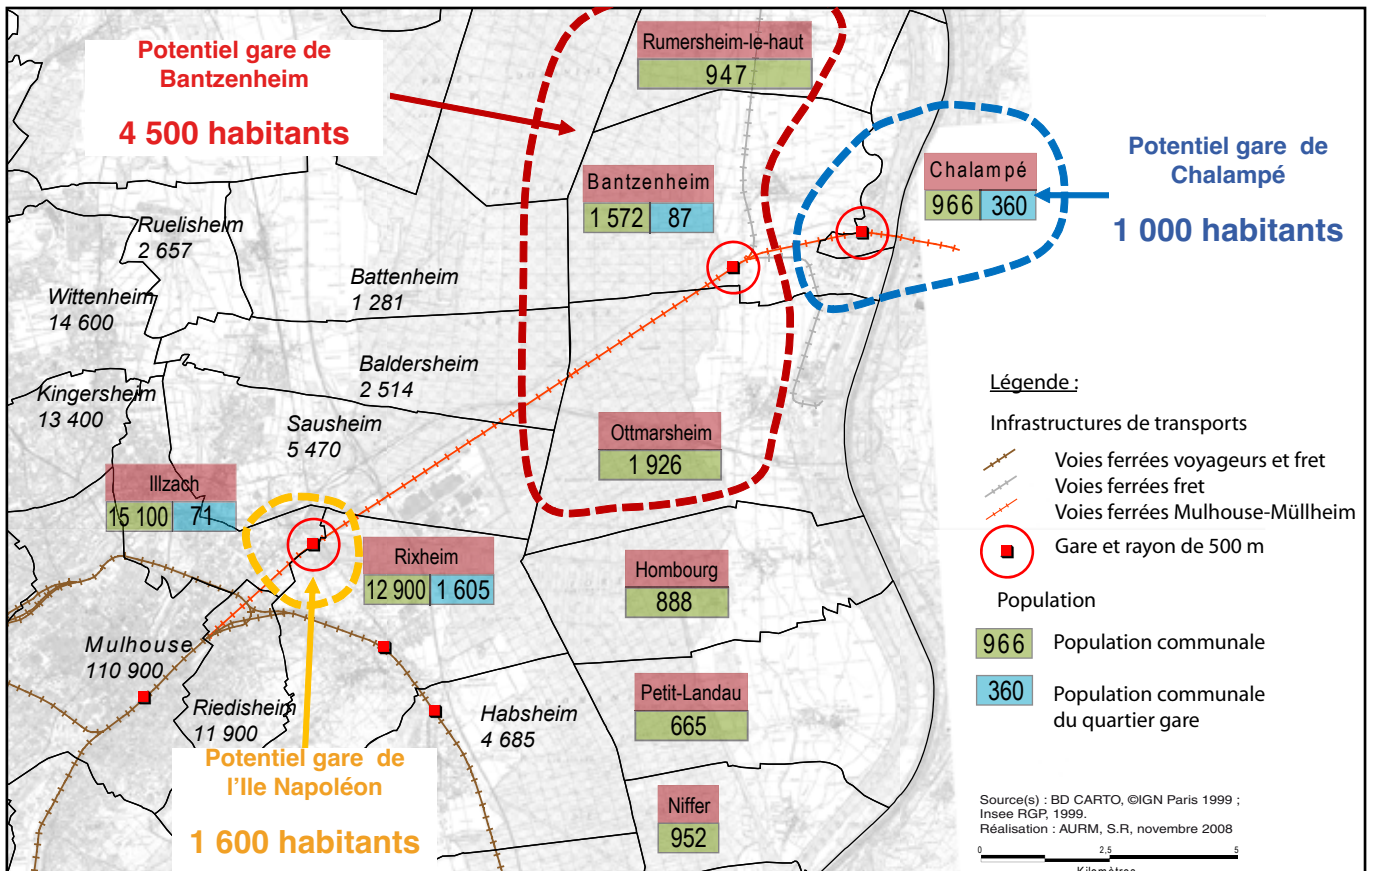 Potentiel gare de
Bantzenheim
4 500 habitants
Rumersheim-le-haut
947
Bantzenheim
1 572
87
Chalampé
966
360
Potentiel gare de
Chalampé
1 000 habitants
Ruelisheim
2 657
Wittenheim
14 600
Battenheim
1 281
Baldersheim
2 514
Kingersheim
13 400
Sausheim
5 470
Ottmarsheim
1 926
Illzach
15 100
71
Rixheim
12 900
1 605
Hombourg
888
Mulhouse
110 900
Riedisheim
11 900
Habsheim
4 685
Petit-Landau
665
Niffer
952
Potentiel gare de
l'Ile Napoléon
1 600 habitants
Légende :
Infrastructures de transports
Voies ferrées voyageurs et fret
Voies ferrées fret
Voies ferrées Mulhouse-Müllheim
Gare et rayon de 500 m
Population
966
Population communale
360
Population communale
du quartier gare
Source(s) : BD CARTO, ©IGN Paris 1999 ;
Insee RGP, 1999.
Réalisation : AURM, S.R, novembre 2008
0
2,5
5
Kilomètres